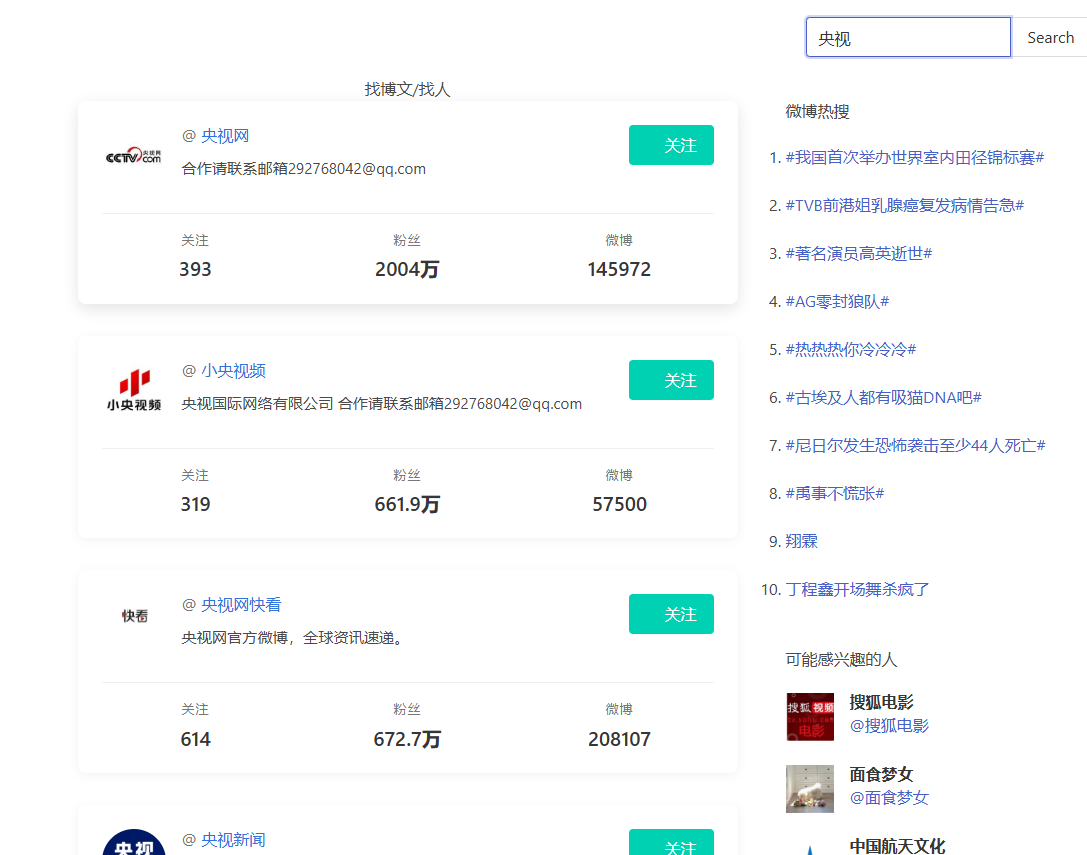 央视
Search
找博文/找人
CCTV 央视网 com
@ 央视网
关注
合作请联系邮箱292768042@qq.com
关注
粉丝
微博
393
2004万
145972
小央视频
@ 小央视频
关注
央视国际网络有限公司 合作请联系邮箱292768042@qq.com
关注
粉丝
微博
319
661.9万
57500
快看
@ 央视网快看
关注
央视网官方微博，全球资讯速递。
关注
粉丝
微博
614
672.7万
208107
央视
@ 央视新闻
关注
微博热搜
1. #我国首次举办世界室内田径锦标赛#
2. #TVB前港姐乳腺癌复发病情告急#
3. #著名演员高英逝世#
4. #AG零封狼队#
5. #热热热你冷冷冷#
6. #古埃及人都有吸猫DNA吧#
7. #尼日尔发生恐怖袭击至少44人死亡#
8. #禹事不慌张#
9. 翔霖
10. 丁程鑫开场舞杀疯了
可能感兴趣的人
搜狐视频
电影
搜狐电影
@搜狐电影
面食梦女
@面食梦女
中国航天文化